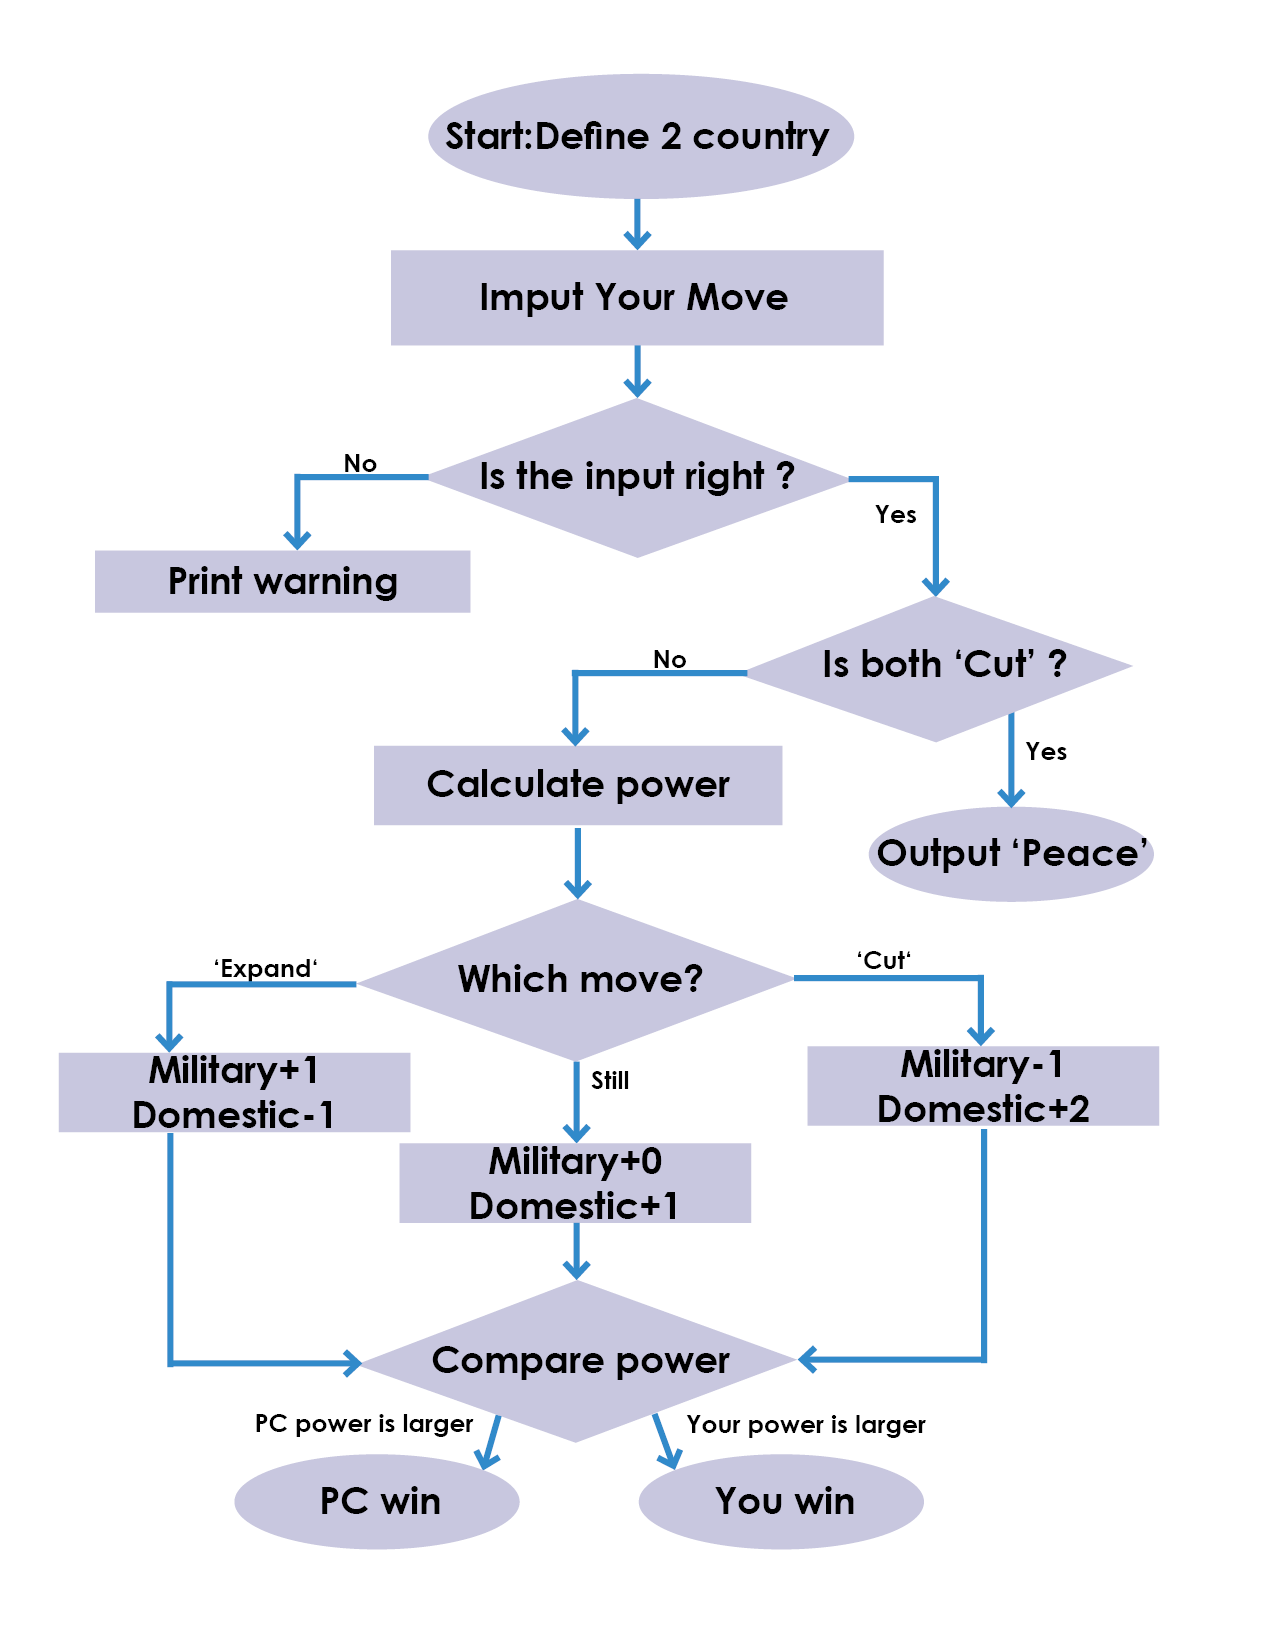 Start:Define 2 country
Imput Your Move
Is the input right ?
No
Yes
Print warning
Is both ‘Cut’ ?
No
Yes
Calculate power
Output ‘Peace’
Which move?
‘Expand‘
‘Cut‘
Still
Military+1
Domestic-1
Military-1
Domestic+2
Military+0
Domestic+1
Compare power
PC power is larger
Your power is larger
PC win
You win